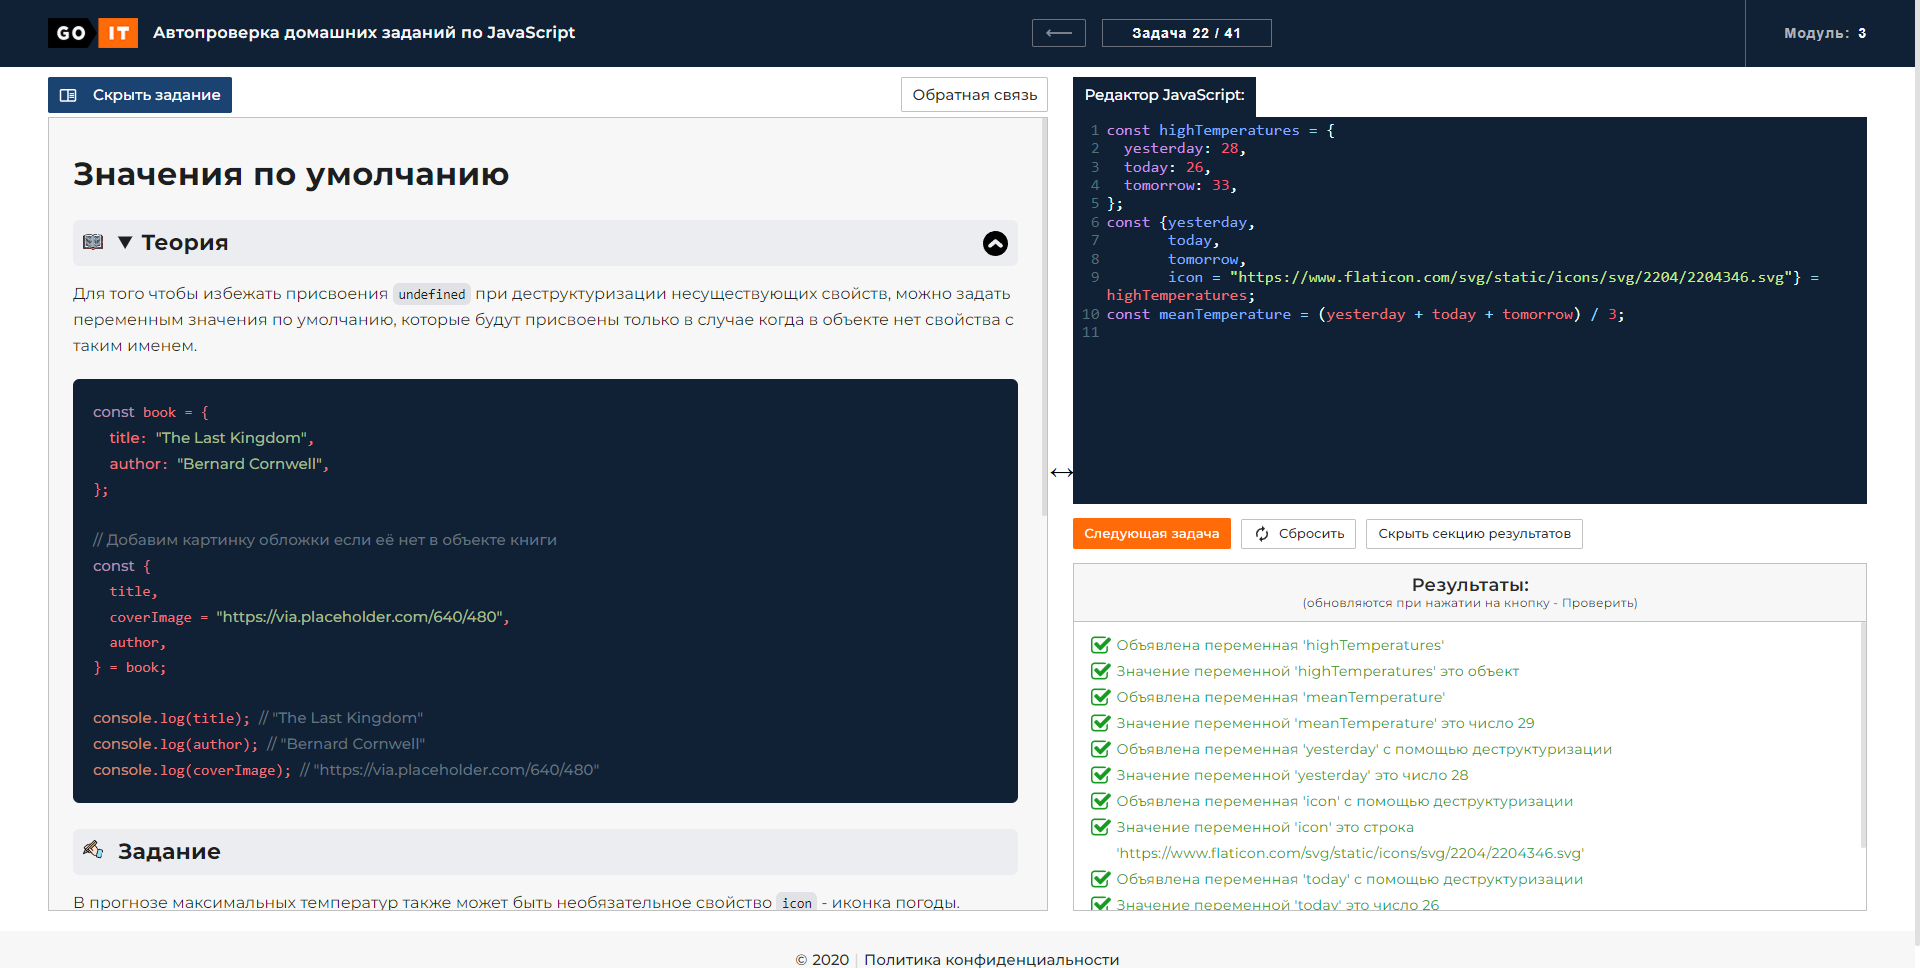 GO IT
Автопроверка домашних заданий по JavaScript
Задача 22 / 41
Модуль: 3
Скрыть задание
Обратная связь
Значения по умолчанию
Теория
Для того чтобы избежать присвоения undefined при деструктуризации несуществующих свойств, можно задать
переменным значения по умолчанию, которые будут присвоены только в случае когда в объекте нет свойства с
таким именем.
const book = {
title: "The Last Kingdom",
author: "Bernard Cornwell",
};
// Добавим картинку обложки если её нет в объекте книги
const {
title,
coverImage = "https://via.placeholder.com/640/480",
author,
} = book;
console.log(title); // "The Last Kingdom"
console.log(author); // "Bernard Cornwell"
console.log(coverImage); // "https://via.placeholder.com/640/480"
Задание
В прогнозе максимальных температур также может быть необязательное свойство icon - иконка погоды.
Редактор JavaScript:
1 const highTemperatures = {
2 yesterday: 28,
3 today: 26,
4 tomorrow: 33,
5 };
6 const {yesterday,
7 today,
8 tomorrow,
9 icon = "https://www.flaticon.com/svg/static/icons/svg/2204/2204346.svg"} =
highTemperatures;
10 const meanTemperature = (yesterday + today + tomorrow) / 3;
11
Следующая задача
Сбросить
Скрыть секцию результатов
Результаты:
(обновляются при нажатии на кнопку - Проверить)
Объявлена переменная 'highTemperatures'
Значение переменной 'highTemperatures' это объект
Объявлена переменная 'meanTemperature'
Значение переменной 'meanTemperature' это число 29
Объявлена переменная 'yesterday' с помощью деструктуризации
Значение переменной 'yesterday' это число 28
Объявлена переменная 'icon' с помощью деструктуризации
Значение переменной 'icon' это строка
'https://www.flaticon.com/svg/static/icons/svg/2204/2204346.svg'
Объявлена переменная 'today' с помощью деструктуризации
Значение переменной 'today' это число 26
© 2020 | Политика конфиденциальности